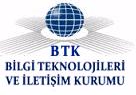 BTK
BİLGİ TEKNOLOJİLERİ
VE İLETİŞİM KURUMU